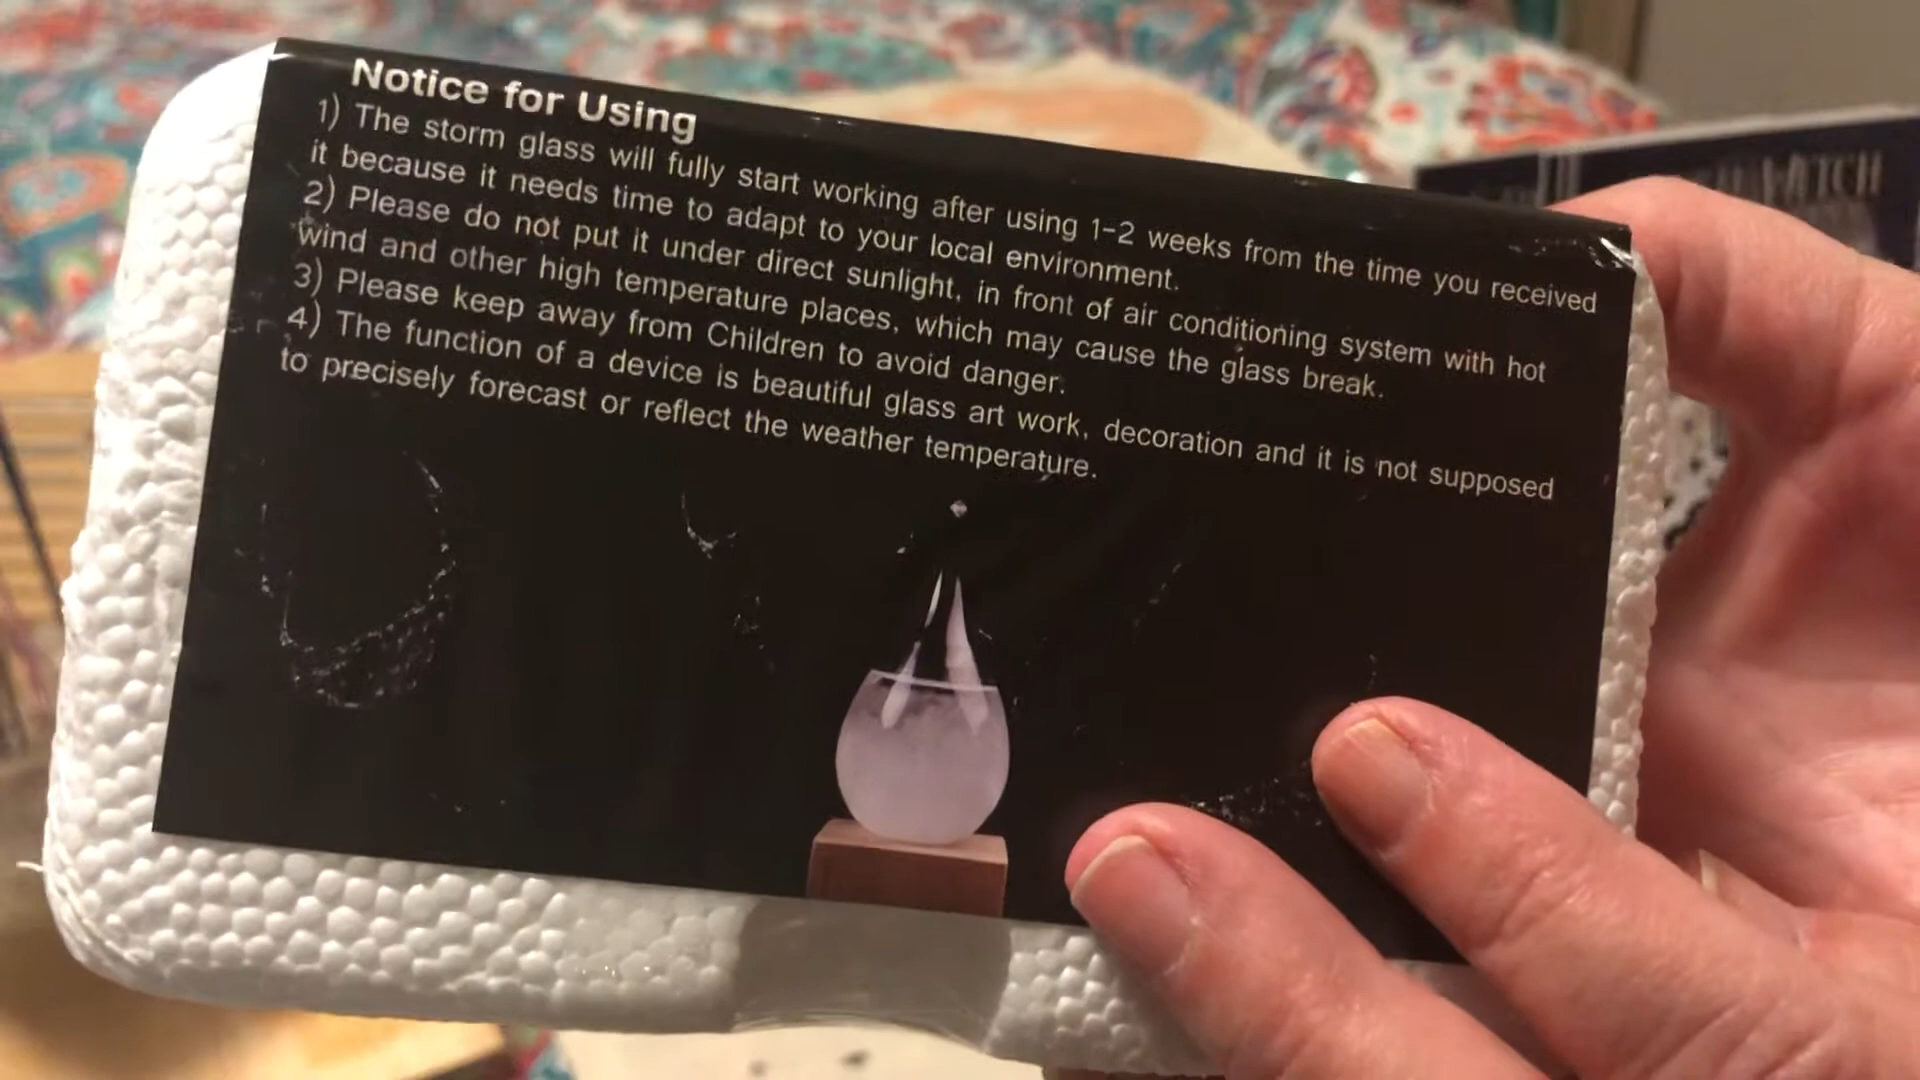 Notice for Using
1) The storm glass will fully start working after using 1-2 weeks from the time you received
it because it needs time to adapt to your local environment.
2) Please do not put it under direct sunlight, in front of air conditioning system with hot
wind and other high temperature places, which may cause the glass break.
3) Please keep away from Children to avoid danger.
4) The function of a device is beautiful glass art work, decoration and it is not supposed
to precisely forecast or reflect the weather temperature.
WITCH